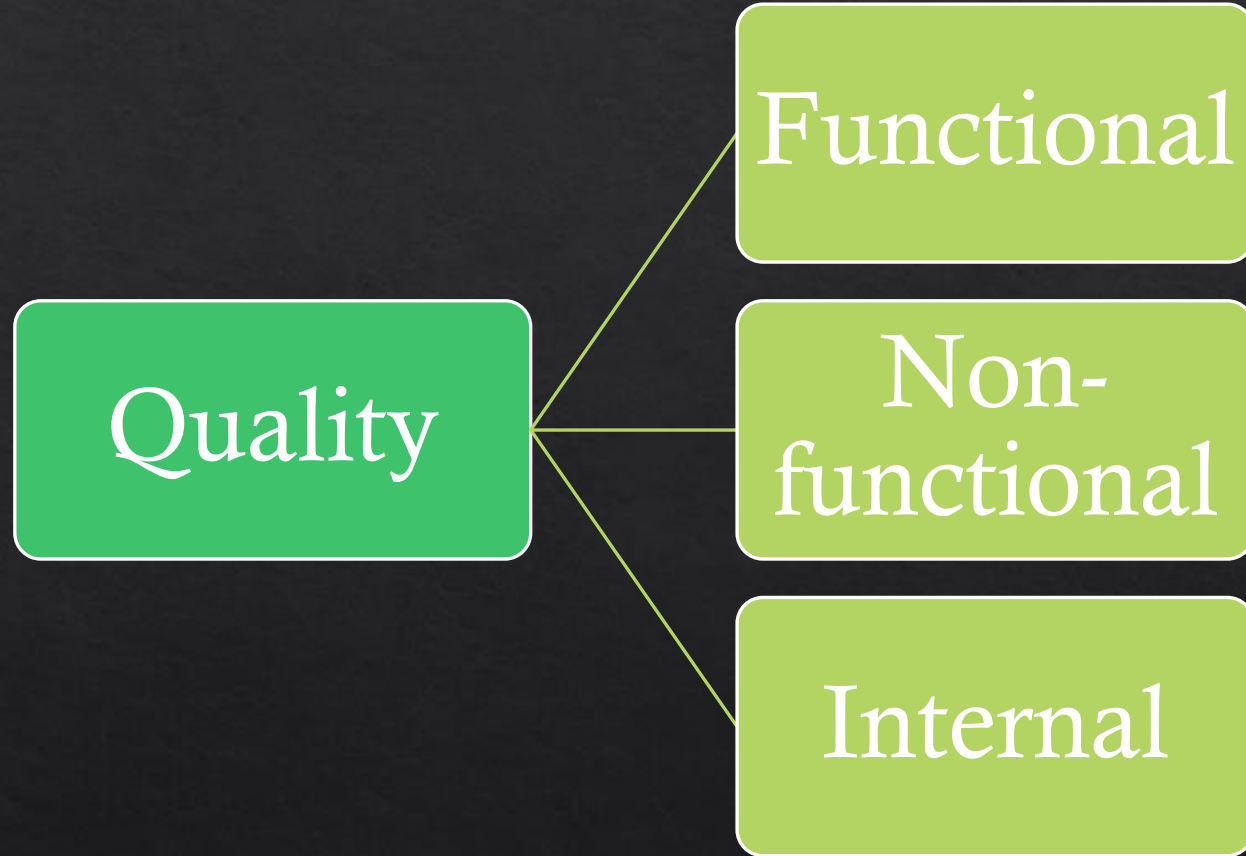 Quality
Functional
Non-
functional
Internal